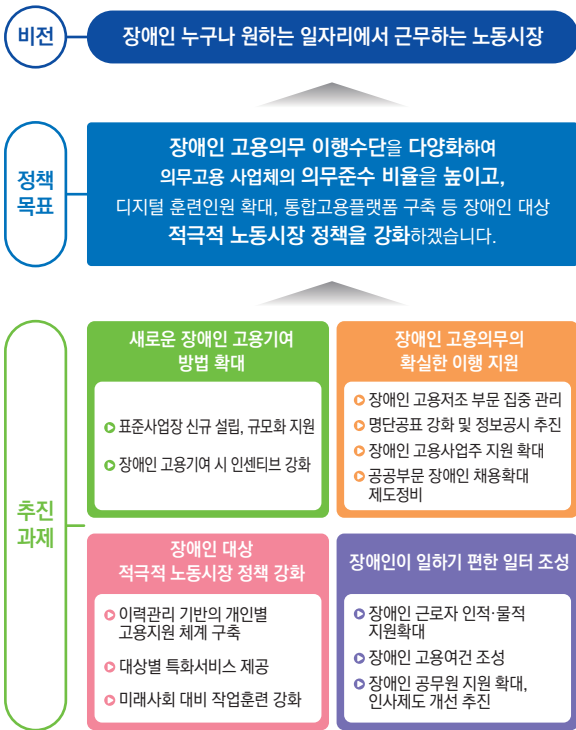 비전
장애인 누구나 원하는 일자리에서 근무하는 노동시장
정책
목표
장애인 고용의무 이행수단을 다양화하여
의무고용 사업체의 의무준수 비율을 높이고,
디지털 훈련인원 확대, 통합고용플랫폼 구축 등 장애인 대상
적극적 노동시장 정책을 강화하겠습니다.
추진
과제
새로운 장애인 고용기여
방법 확대
표준사업장 신규 설립, 규모화 지원
장애인 고용기여 시 인센티브 강화
장애인 고용의무의
확실한 이행 지원
장애인 고용저조 부문 집중 관리
명단공표 강화 및 정보공시 추진
장애인 고용사업주 지원 확대
공공부문 장애인 채용확대
제도정비
장애인 대상
적극적 노동시장 정책 강화
이력관리 기반의 개인별
고용지원 체계 구축
대상별 특화서비스 제공
미래사회 대비 작업훈련 강화
장애인이 일하기 편한 일터 조성
장애인 근로자 인적·물적
지원확대
장애인 고용여건 조성
장애인 공무원 지원 확대,
인사제도 개선 추진